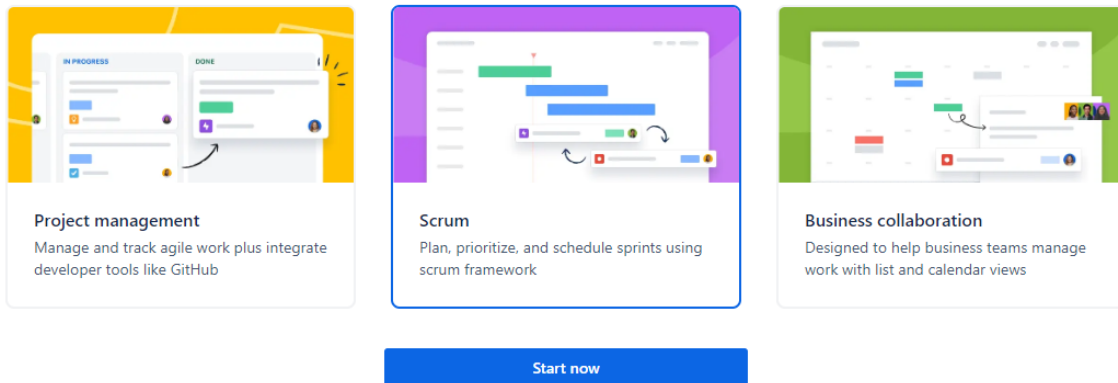 IN PROGRESS
DONE
Project management
Manage and track agile work plus integrate
developer tools like GitHub
Scrum
Plan, prioritize, and schedule sprints using
scrum framework
Business collaboration
Designed to help business teams manage
work with list and calendar views
Start now